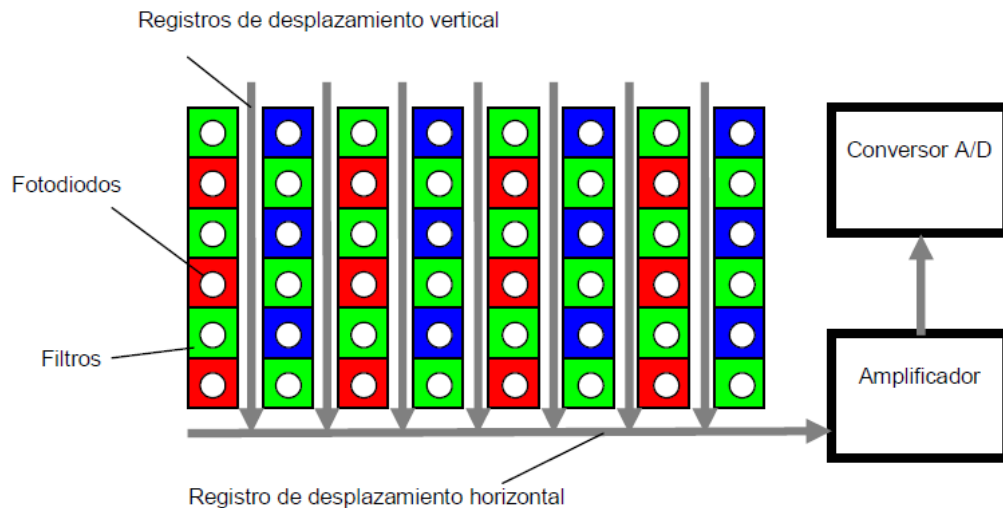 Registros de desplazamiento vertical
Conversor A/D
Fotodiodos
Filtros
Amplificador
Registro de desplazamiento horizontal